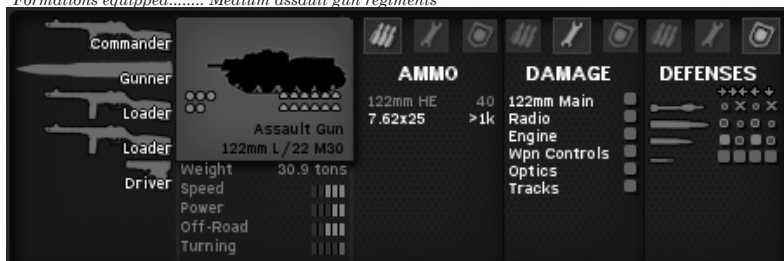 Formations equipped........ Medium assault gun regiments
Commander
Gunner
Loader
Loader
Driver
Assault Gun
122mm L/22 M30
Weight 30.9 tons
Speed
Power
Off-Road
Turning
AMMO
122mm HE 40
7.62x25 >1k
DAMAGE
122mm Main
Radio
Engine
Wpn Controls
Optics
Tracks
DEFENSES